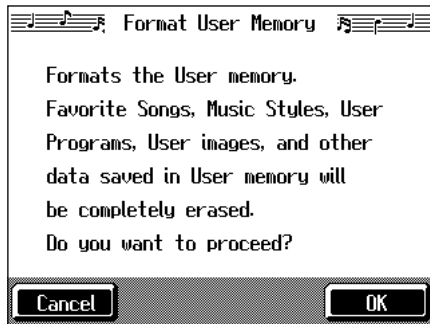 Format User Memory
Formats the User memory.
Favorite Songs, Music Styles, User
Programs, User images, and other
data saved in User memory will
be completely erased.
Do you want to proceed?
Cancel
OK